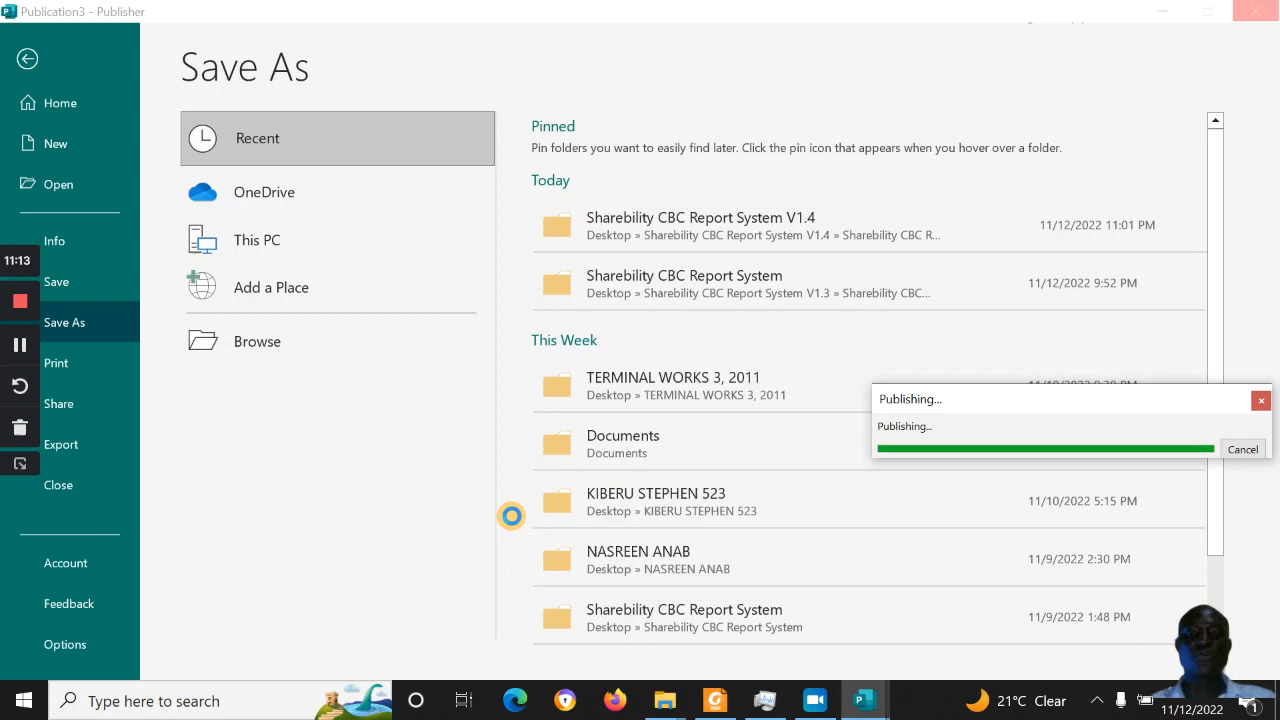 Publication3 - Publisher
Save As
Home
New
Open
Info
Save
Save As
Print
Share
Export
Close
Account
Feedback
Options
11:13
Recent
OneDrive
This PC
Add a Place
Browse
Pinned
Pin folders you want to easily find later. Click the pin icon that appears when you hover over a folder.
Today
Sharebility CBC Report System V1.4
Desktop » Sharebility CBC Report System V1.4 » Sharebility CBC R...
11/12/2022 11:01 PM
Sharebility CBC Report System
Desktop » Sharebility CBC Report System V1.3 » Sharebility CBC...
11/12/2022 9:52 PM
This Week
TERMINAL WORKS 3, 2011
Desktop » TERMINAL WORKS 3, 2011
Documents
Documents
KIBERU STEPHEN 523
Desktop » KIBERU STEPHEN 523
11/10/2022 5:15 PM
NASREEN ANAB
Desktop » NASREEN ANAB
11/9/2022 2:30 PM
Sharebility CBC Report System
Desktop » Sharebility CBC Report System
11/9/2022 1:48 PM
Publishing...
Publishing...
Cancel
Type here to search
21°C Clear
11/12/2022